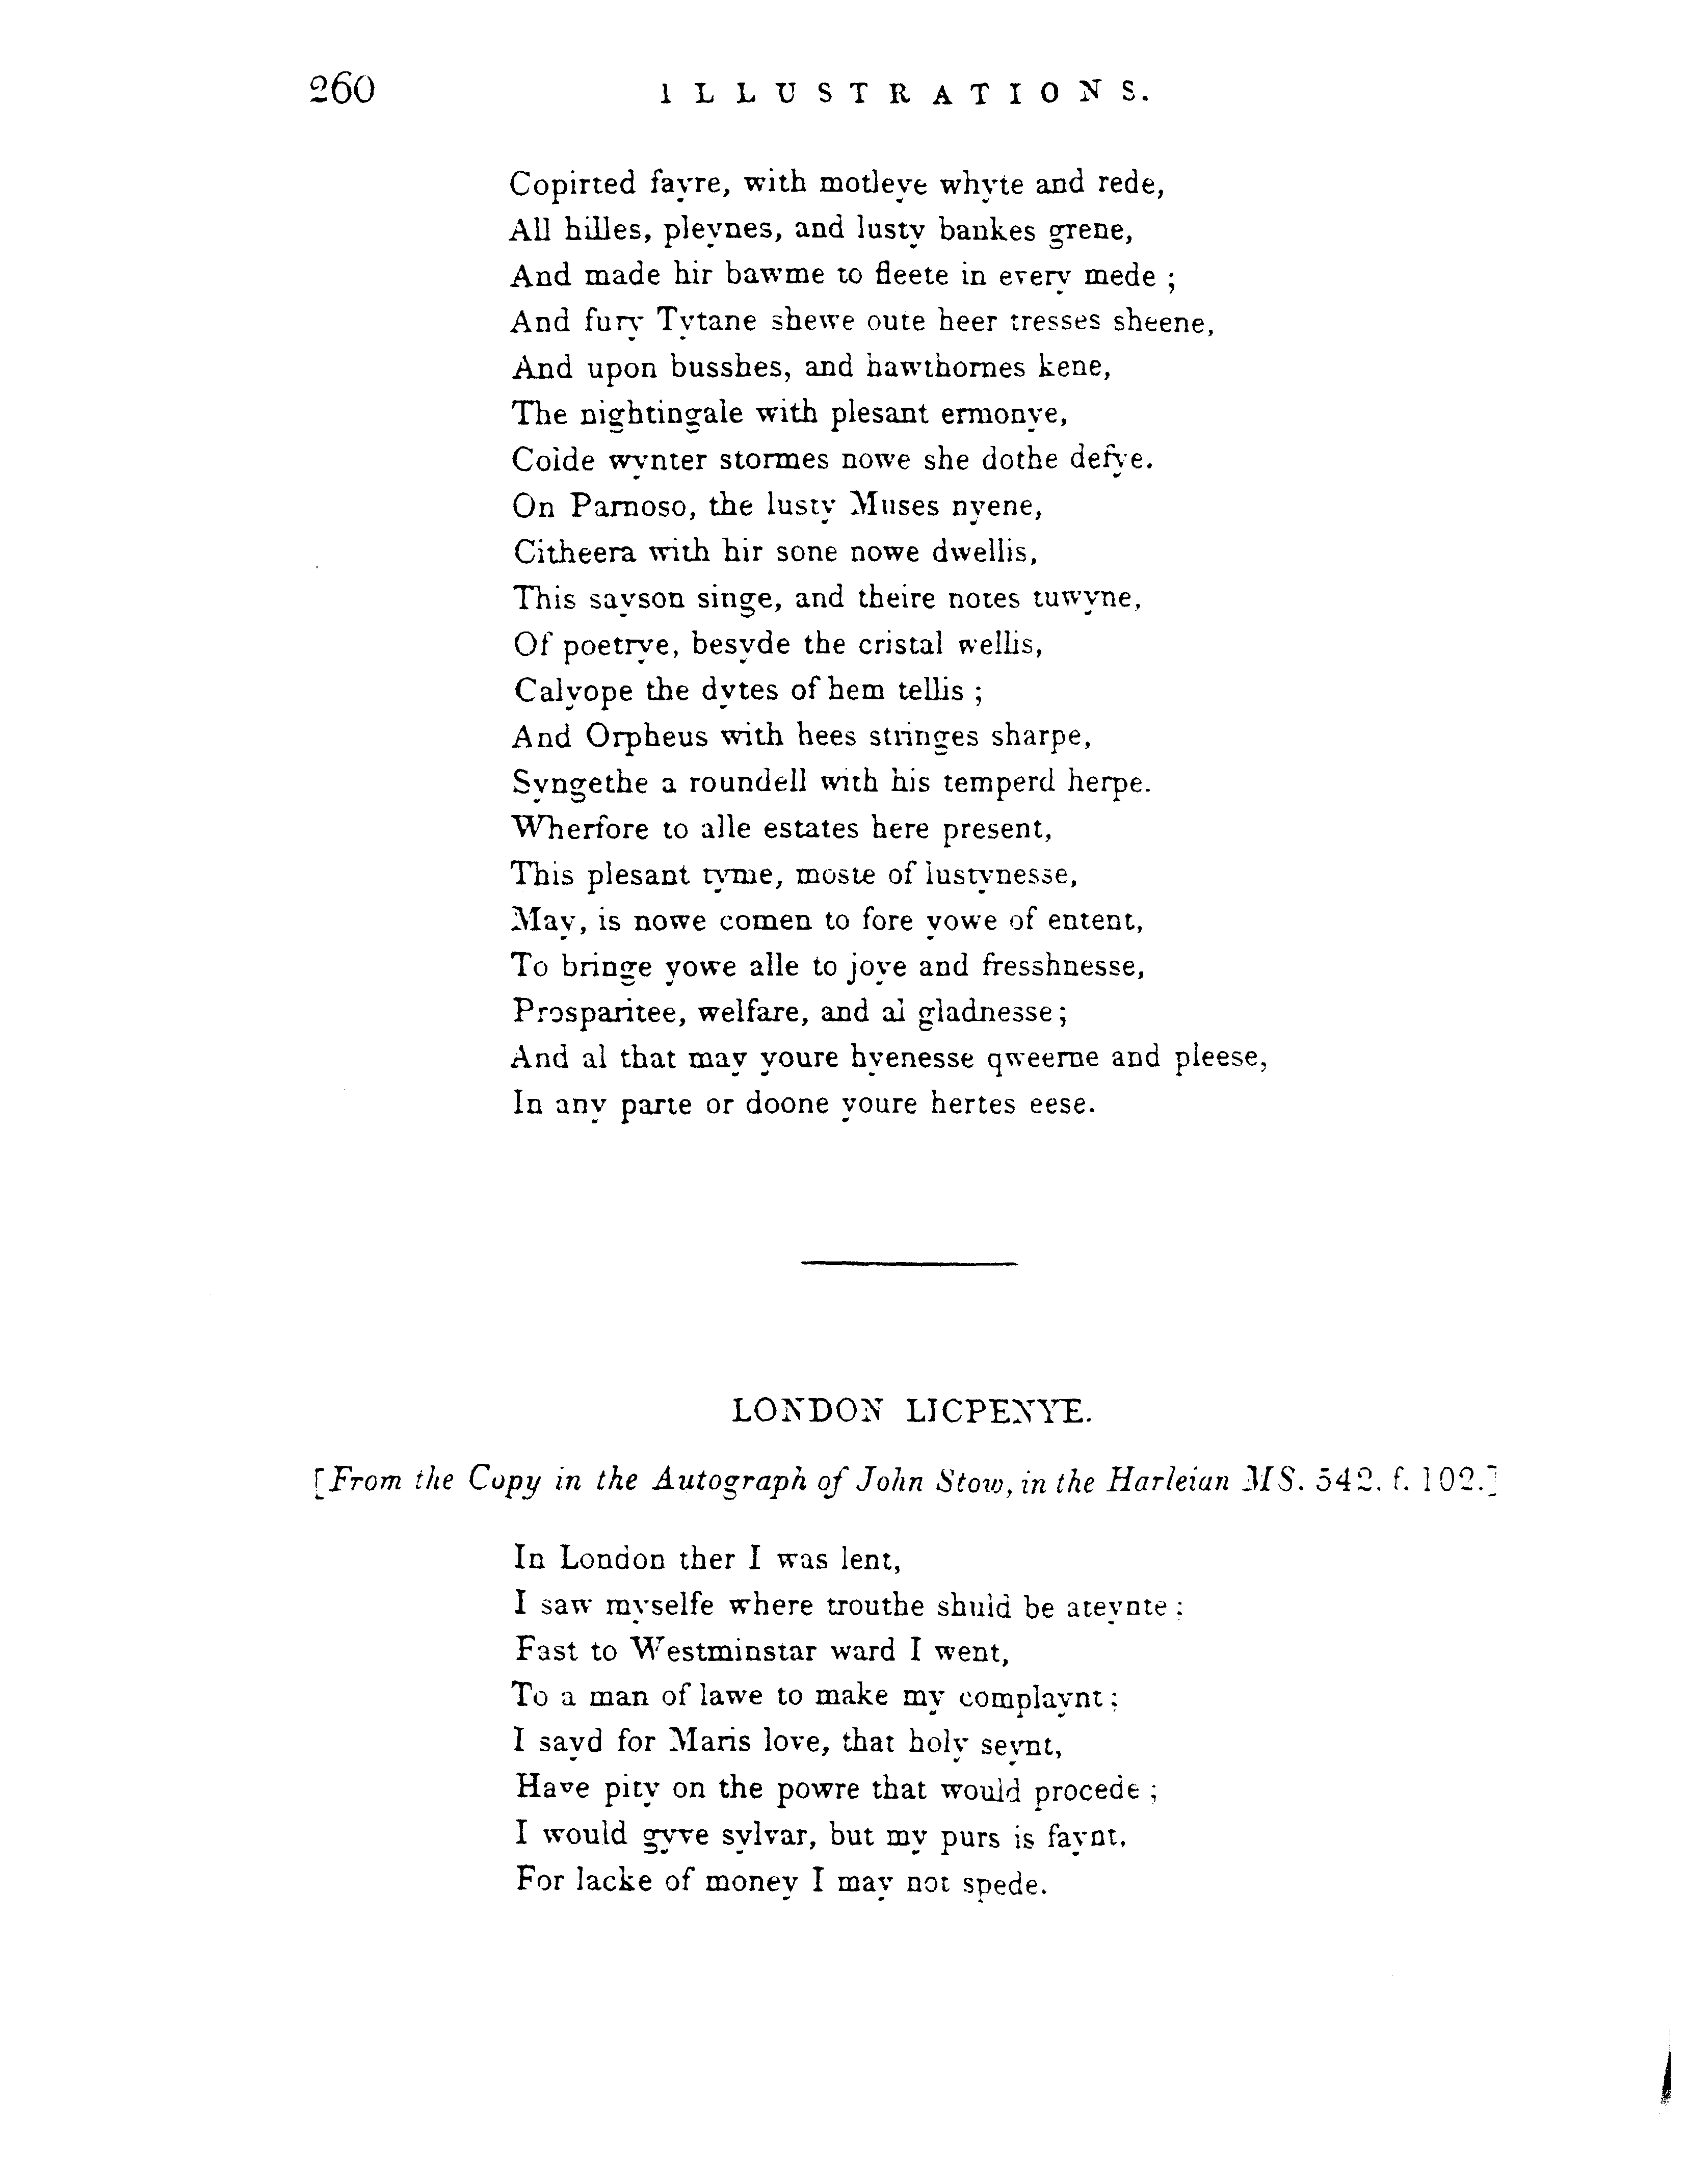 260 ILLUSTRATIONS.
Copirted fayre, with motleye whyte and rede,
All hilles, pleynes, and lusty bankes grene,
And made hir bawme to fleete in every mede ;
And fury Tytane shewe oute heer tresses sheene,
And upon busshes, and hawthornes kene,
The nightingale with plesant ermonye,
Colde wynter stormes nowe she dothe defye.
On Parnoso, the lusty Muses nyene,
Citheera with hir sone nowe dwellis,
This sayson singe, and theire notes tuwyne,
Of poetrye, besyde the cristal wellis,
Calyope the dytes of hem tellis ;
And Orpheus with hees stringes sharpe,
Syngethe a roundell with his temperd herpe.
Wherfore to alle estates here present,
This plesant tyme, moste of lustynesse,
May, is nowe comen to fore yowe of entent,
To bringe yowe alle to joye and fresshnesse,
Prosparitee, welfare, and al gladnesse ;
And al that may youre hyenesse qweeme and pleese,
In any parte or doone youre hertes eese.
LONDON LICPENYE.
[From the Copy in the Autograph of John Stow, in the Harleian MS. 542. f. 102.]
In London ther I was lent,
I saw myselfe where trouthe shuld be ateynte :
Fast to Westminstar ward I went,
To a man of lawe to make my complaynt ;
I sayd for Maris love, that holy seynt,
Have pity on the powre that would procede ;
I would gyve sylvar, but my purs is faynt,
For lacke of money I may not spede.